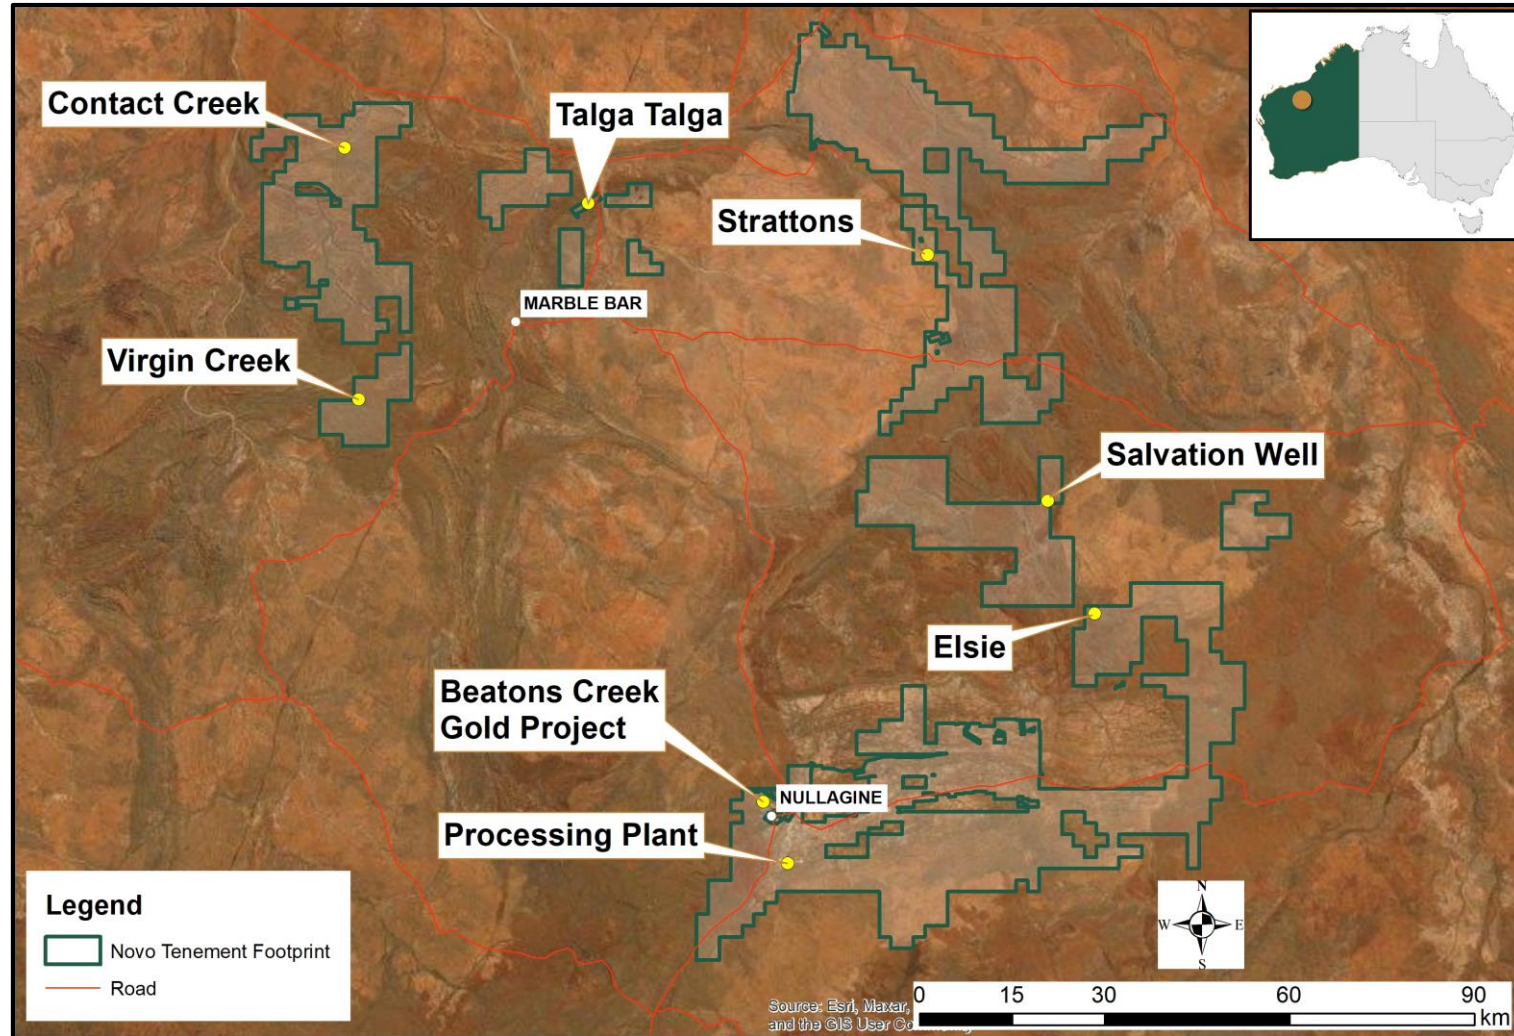 Contact Creek
Talga Talga
Strattons
MARBLE BAR
Virgin Creek
Salvation Well
Elsie
Beatons Creek
Gold Project
NULLAGINE
Processing Plant
Legend
Novo Tenement Footprint
Road
N
W E
S
0 15 30 60 90
km
Source: Esri, Maxar,
and the GIS User